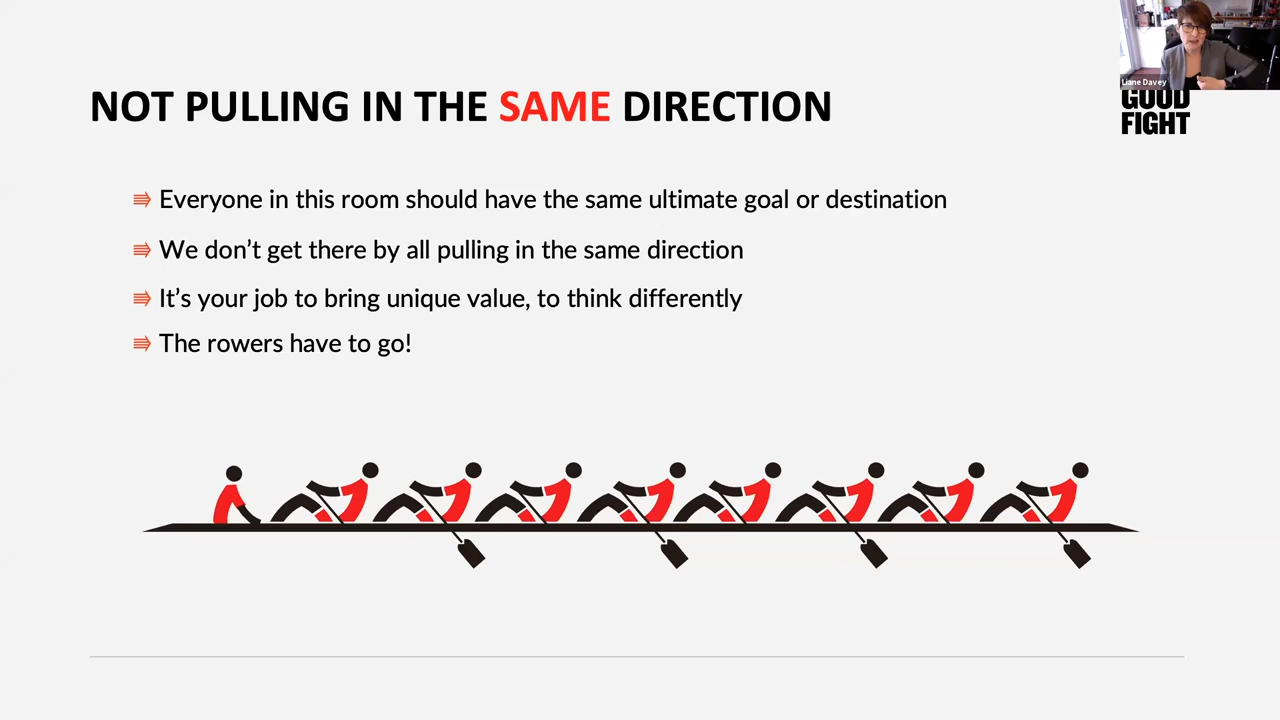 Liane Davey
NOT PULLING IN THE SAME DIRECTION
GOOD
FIGHT
Everyone in this room should have the same ultimate goal or destination
We don’t get there by all pulling in the same direction
It’s your job to bring unique value, to think differently
The rowers have to go!